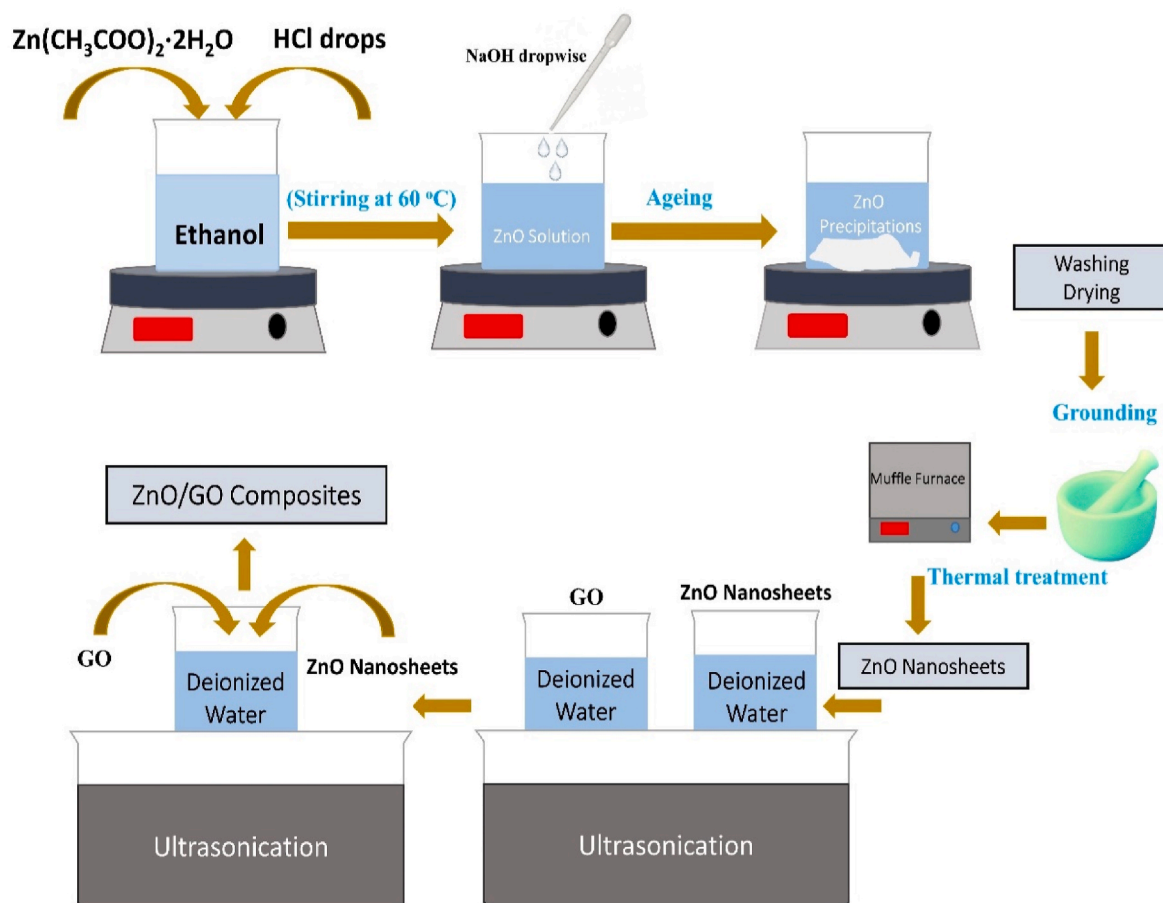 Zn(CH₃COO)₂·2H₂O
HCl drops
NaOH dropwise
Ethanol
(Stirring at 60 °C)
ZnO Solution
Ageing
ZnO
Precipitations
Washing
Drying
Grounding
Muffle Furnace
Thermal treatment
ZnO Nanosheets
ZnO Nanosheets
GO
Deionized
Water
Deionized
Water
Ultrasonication
ZnO/GO Composites
GO
ZnO Nanosheets
Deionized
Water
Ultrasonication